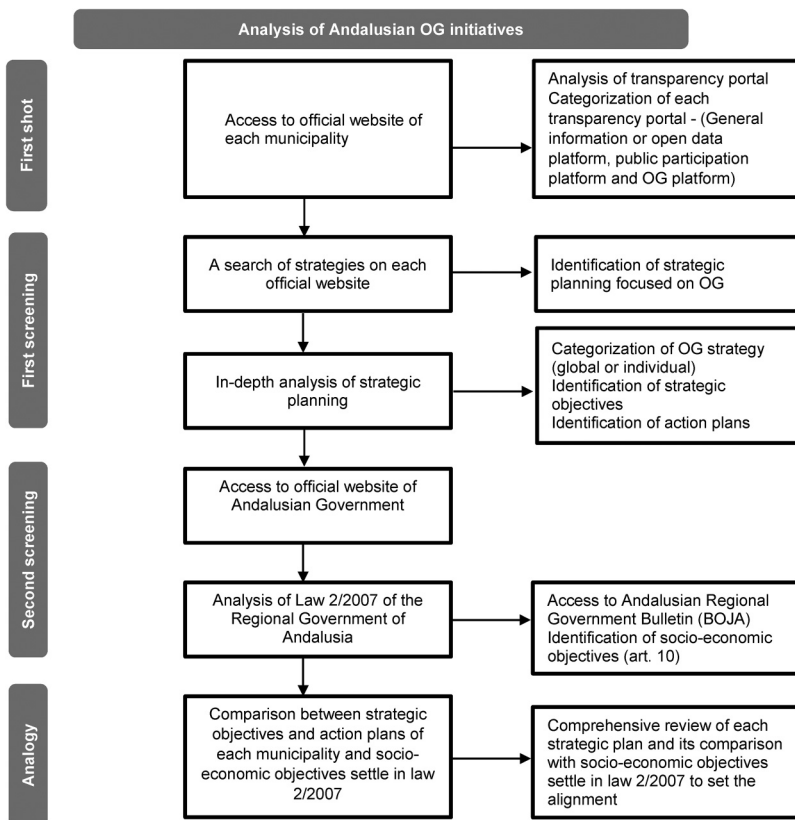 Analysis of Andalusian OG initiatives
First shot
Access to official website of
each municipality
Analysis of transparency portal
Categorization of each
transparency portal - (General
information or open data
platform, public participation
platform and OG platform)
First screening
A search of strategies on each
official website
Identification of strategic
planning focused on OG
In-depth analysis of strategic
planning
Categorization of OG strategy
(global or individual)
Identification of strategic
objectives
Identification of action plans
Second screening
Access to official website of
Andalusian Government
Analysis of Law 2/2007 of the
Regional Government of
Andalusia
Access to Andalusian Regional
Government Bulletin (BOJA)
Identification of socio-economic
objectives (art. 10)
Analogy
Comparison between strategic
objectives and action plans of
each municipality and socio-
economic objectives settle in law
2/2007
Comprehensive review of each
strategic plan and its comparison
with socio-economic objectives
settle in law 2/2007 to set the
alignment